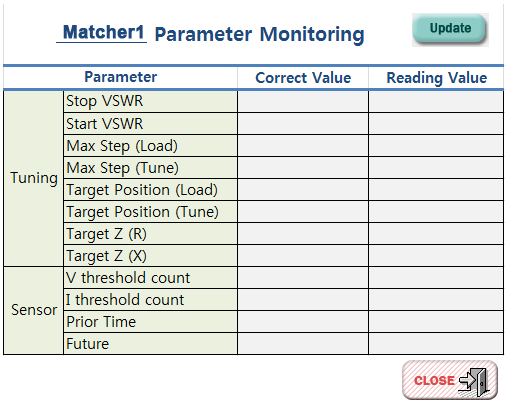 Matcher1 Parameter Monitoring
Update
Parameter Correct Value Reading Value
Tuning
Stop VSWR
Start VSWR
Max Step (Load)
Max Step (Tune)
Target Position (Load)
Target Position (Tune)
Target Z (R)
Target Z (X)
Sensor
V threshold count
I threshold count
Prior Time
Future
CLOSE